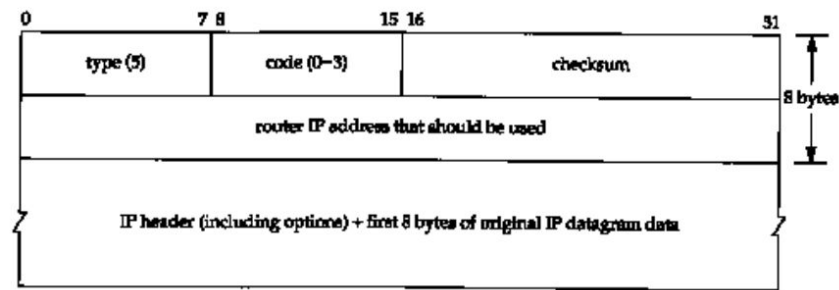 0 7 8 15 16 31
type (5) code (0–3) checksum
8 bytes
router IP address that should be used
IP header (including options) + first 8 bytes of original IP datagram data